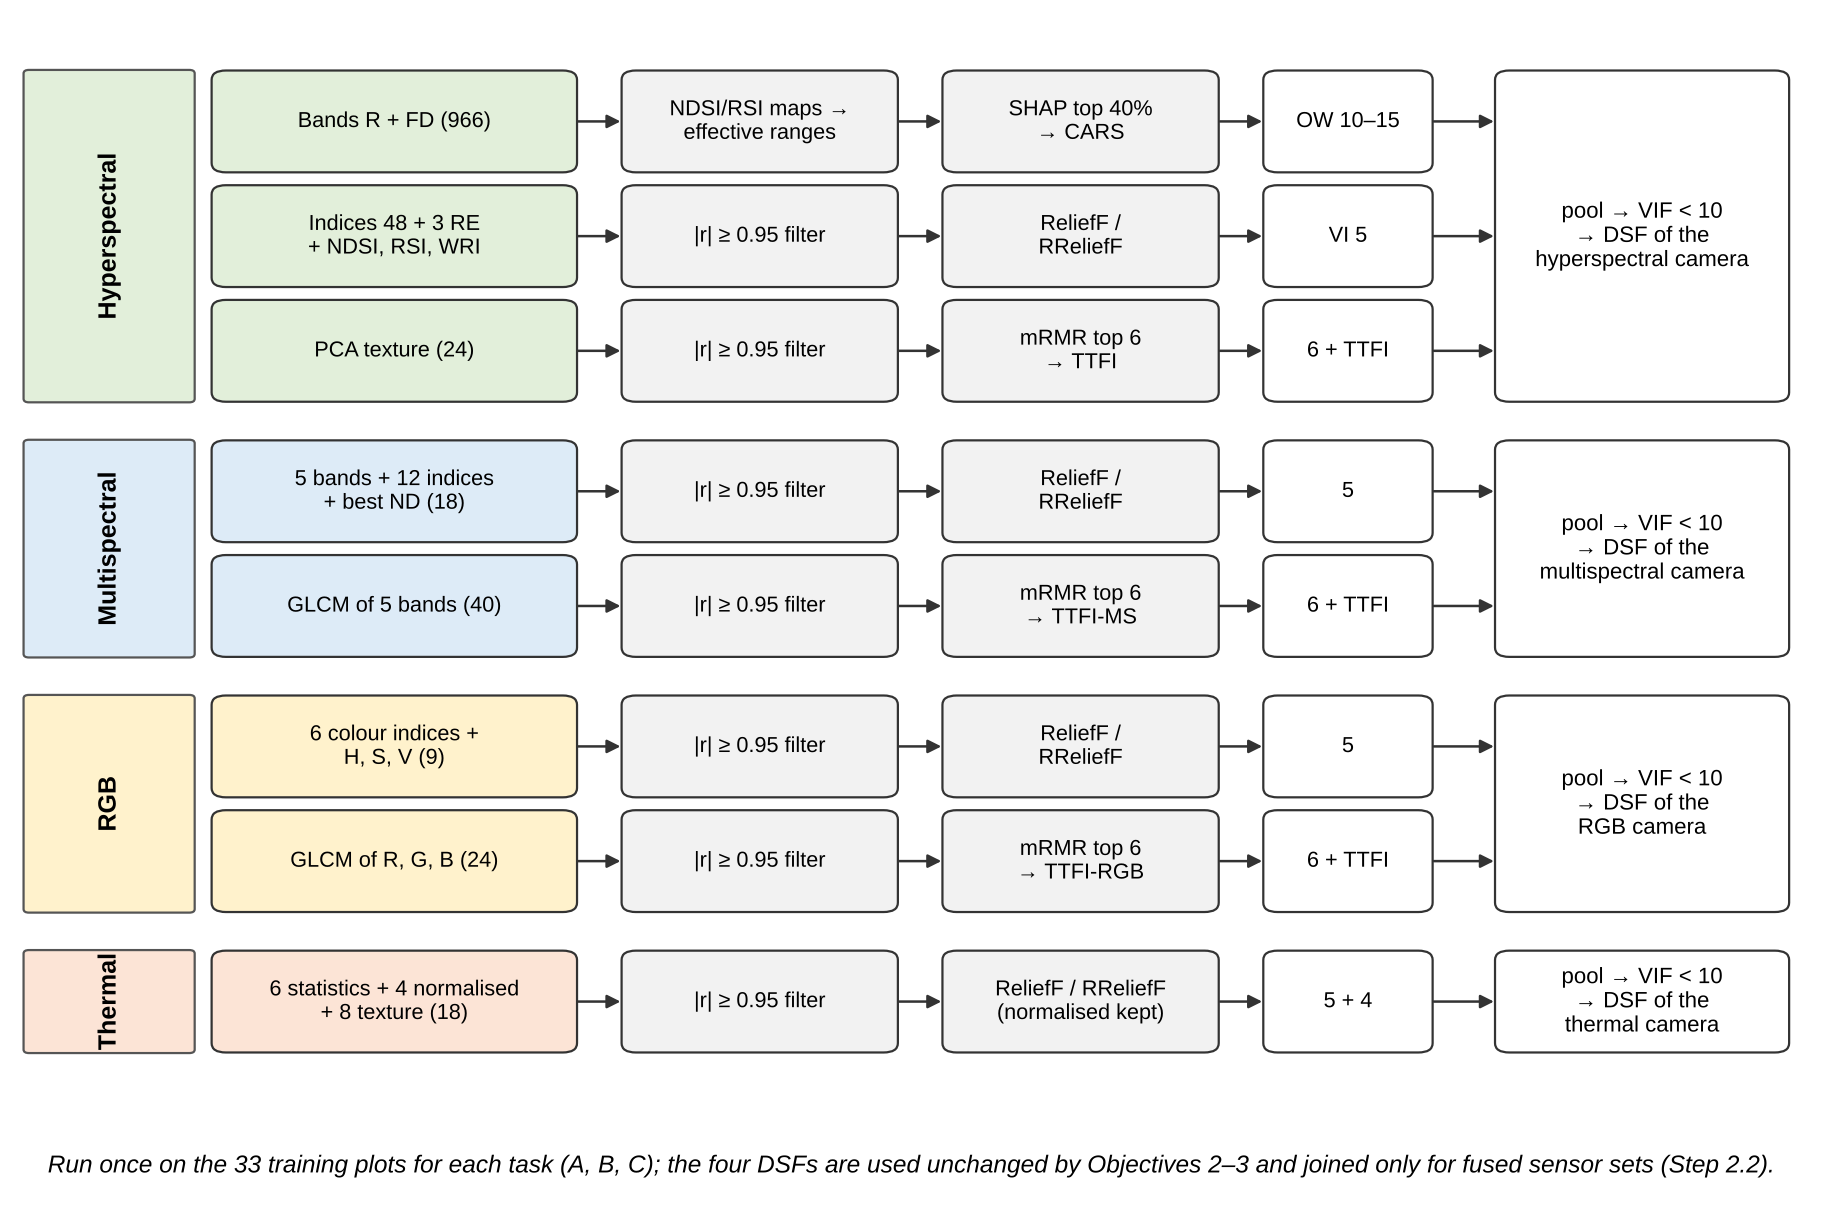 Hyperspectral
Bands R + FD (966)
NDSI/RSI maps →
effective ranges
SHAP top 40%
→ CARS
OW 10–15
Indices 48 + 3 RE
+ NDSI, RSI, WRI
|r| ≥ 0.95 filter
ReliefF /
RReliefF
VI 5
PCA texture (24)
|r| ≥ 0.95 filter
mRMR top 6
→ TTFI
6 + TTFI
pool → VIF < 10
→ DSF of the
hyperspectral camera
Multispectral
5 bands + 12 indices
+ best ND (18)
|r| ≥ 0.95 filter
ReliefF /
RReliefF
5
GLCM of 5 bands (40)
|r| ≥ 0.95 filter
mRMR top 6
→ TTFI-MS
6 + TTFI
pool → VIF < 10
→ DSF of the
multispectral camera
RGB
6 colour indices +
H, S, V (9)
|r| ≥ 0.95 filter
ReliefF /
RReliefF
5
GLCM of R, G, B (24)
|r| ≥ 0.95 filter
mRMR top 6
→ TTFI-RGB
6 + TTFI
pool → VIF < 10
→ DSF of the
RGB camera
Thermal
6 statistics + 4 normalised
+ 8 texture (18)
|r| ≥ 0.95 filter
ReliefF / RReliefF
(normalised kept)
5 + 4
pool → VIF < 10
→ DSF of the
thermal camera
Run once on the 33 training plots for each task (A, B, C); the four DSFs are used unchanged by Objectives 2–3 and joined only for fused sensor sets (Step 2.2).